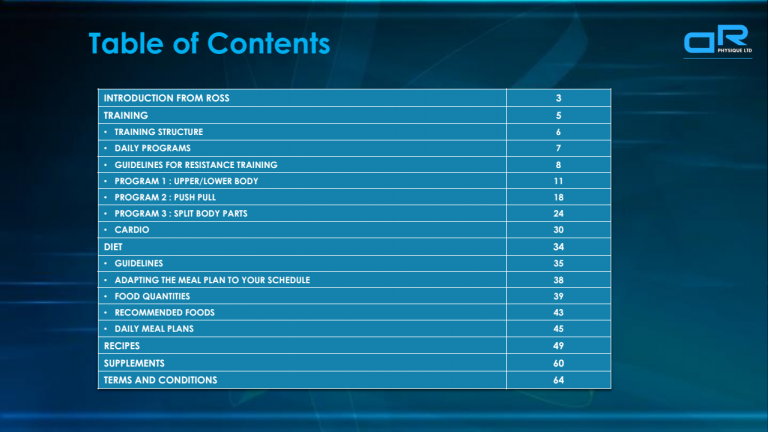 Table of Contents
DR
PHYSIQUE LTD
INTRODUCTION FROM ROSS 3
TRAINING 5
• TRAINING STRUCTURE 6
• DAILY PROGRAMS 7
• GUIDELINES FOR RESISTANCE TRAINING 8
• PROGRAM 1 : UPPER/LOWER BODY 11
• PROGRAM 2 : PUSH PULL 18
• PROGRAM 3 : SPLIT BODY PARTS 24
• CARDIO 30
DIET 34
• GUIDELINES 35
• ADAPTING THE MEAL PLAN TO YOUR SCHEDULE 38
• FOOD QUANTITIES 39
• RECOMMENDED FOODS 43
• DAILY MEAL PLANS 45
RECIPES 49
SUPPLEMENTS 60
TERMS AND CONDITIONS 64